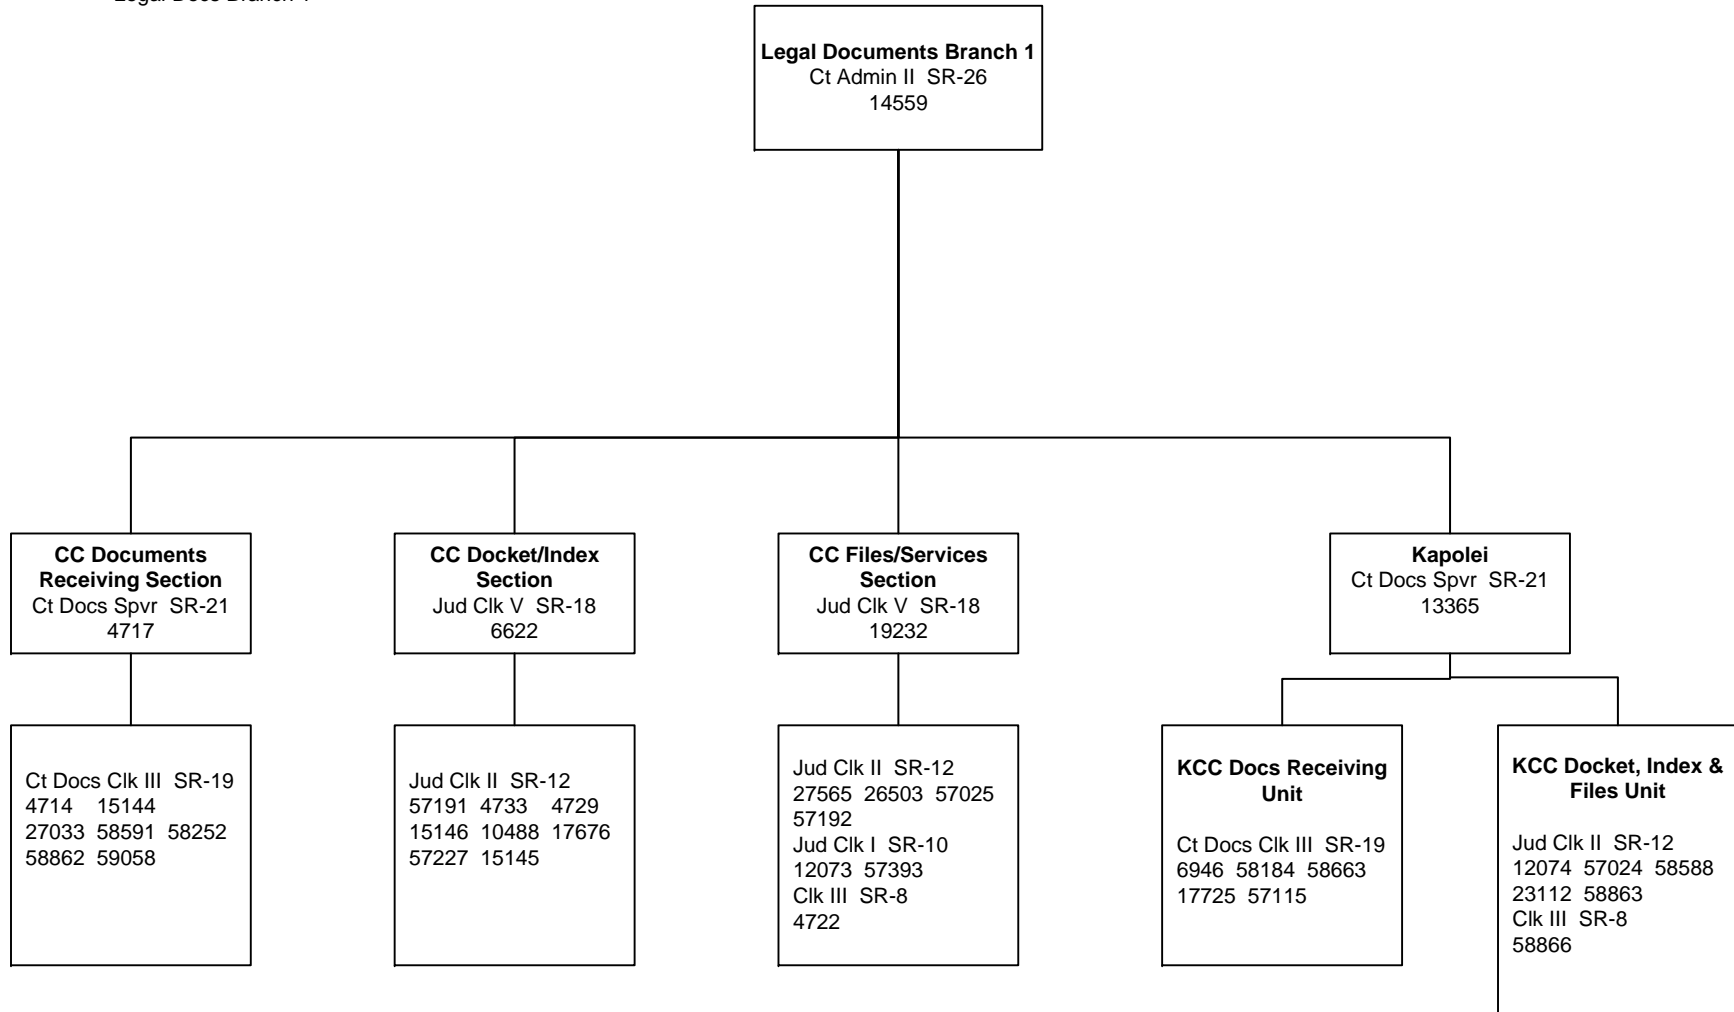 Legal Docs Branch 1
Legal Documents Branch 1
Ct Admin II SR-26
14559
CC Documents
Receiving Section
Ct Docs Spvr SR-21
4717
CC Docket/Index
Section
Jud Clk V SR-18
6622
CC Files/Services
Section
Jud Clk V SR-18
19232
Kapolei
Ct Docs Spvr SR-21
13365
Ct Docs Clk III SR-19
4714 15144
27033 58591 58252
58862 59058
Jud Clk II SR-12
57191 4733 4729
15146 10488 17676
57227 15145
Jud Clk II SR-12
27565 26503 57025
57192
Jud Clk I SR-10
12073 57393
Clk III SR-8
4722
KCC Docs Receiving
Unit
Ct Docs Clk III SR-19
6946 58184 58663
17725 57115
KCC Docket, Index &
Files Unit
Jud Clk II SR-12
12074 57024 58588
23112 58863
Clk III SR-8
58866